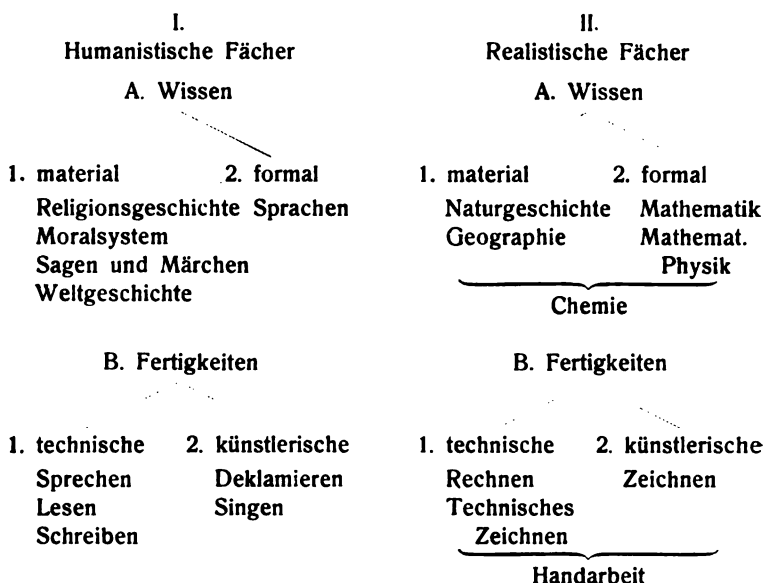 I.
Humanistische Fächer
A. Wissen
1. material 2. formal
Religionsgeschichte Sprachen
Moralsystem
Sagen und Märchen
Weltgeschichte
B. Fertigkeiten
1. technische 2. künstlerische
Sprechen Deklamieren
Lesen Singen
Schreiben
II.
Realistische Fächer
A. Wissen
1. material 2. formal
Naturgeschichte Mathematik
Geographie Mathemat.
Physik
Chemie
B. Fertigkeiten
1. technische 2. künstlerische
Rechnen Zeichnen
Technisches
Zeichnen
Handarbeit